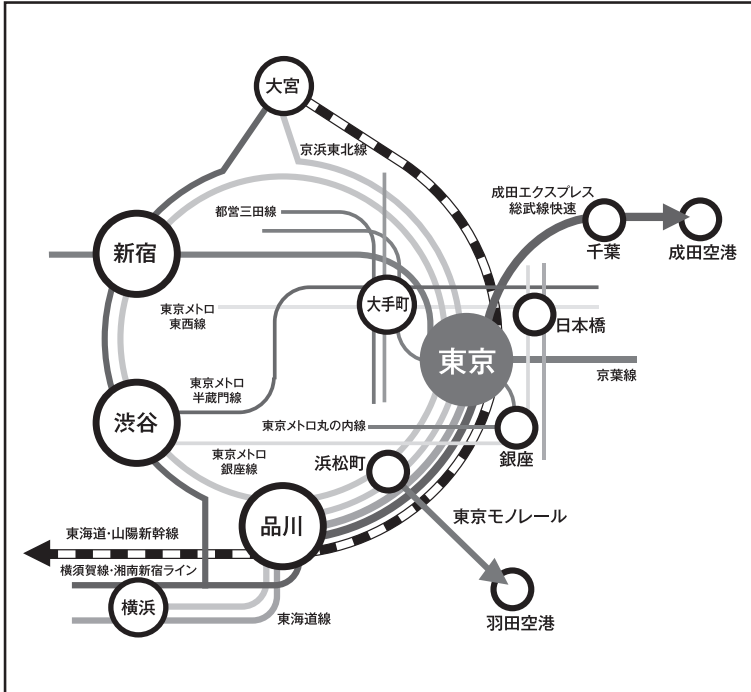 大宮
京浜東北線
成田エクスプレス
総武線快速
都営三田線
千葉
成田空港
新宿
大手町
東京メトロ
東西線
日本橋
東京
京葉線
東京メトロ
半蔵門線
渋谷
東京メトロ丸の内線
銀座
東京メトロ
銀座線
浜松町
品川
東京モノレール
東海道・山陽新幹線
横須賀線・湘南新宿ライン
横浜
東海道線
羽田空港